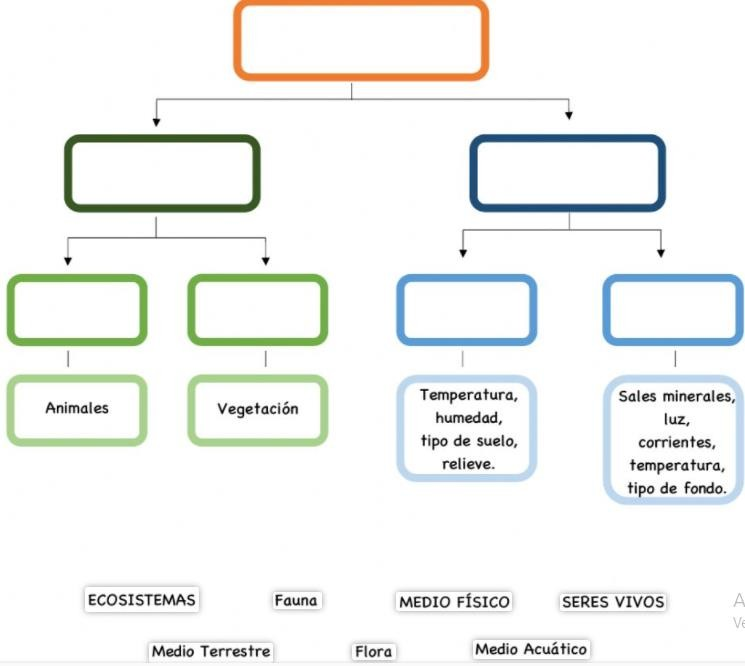 Animales
Vegetación
Temperatura,
humedad,
tipo de suelo,
relieve.
Sales minerales,
luz,
corrientes,
temperatura,
tipo de fondo.
ECOSISTEMAS
Fauna
MEDIO FÍSICO
SERES VIVOS
A
Ve
Medio Terrestre
Flora
Medio Acuático